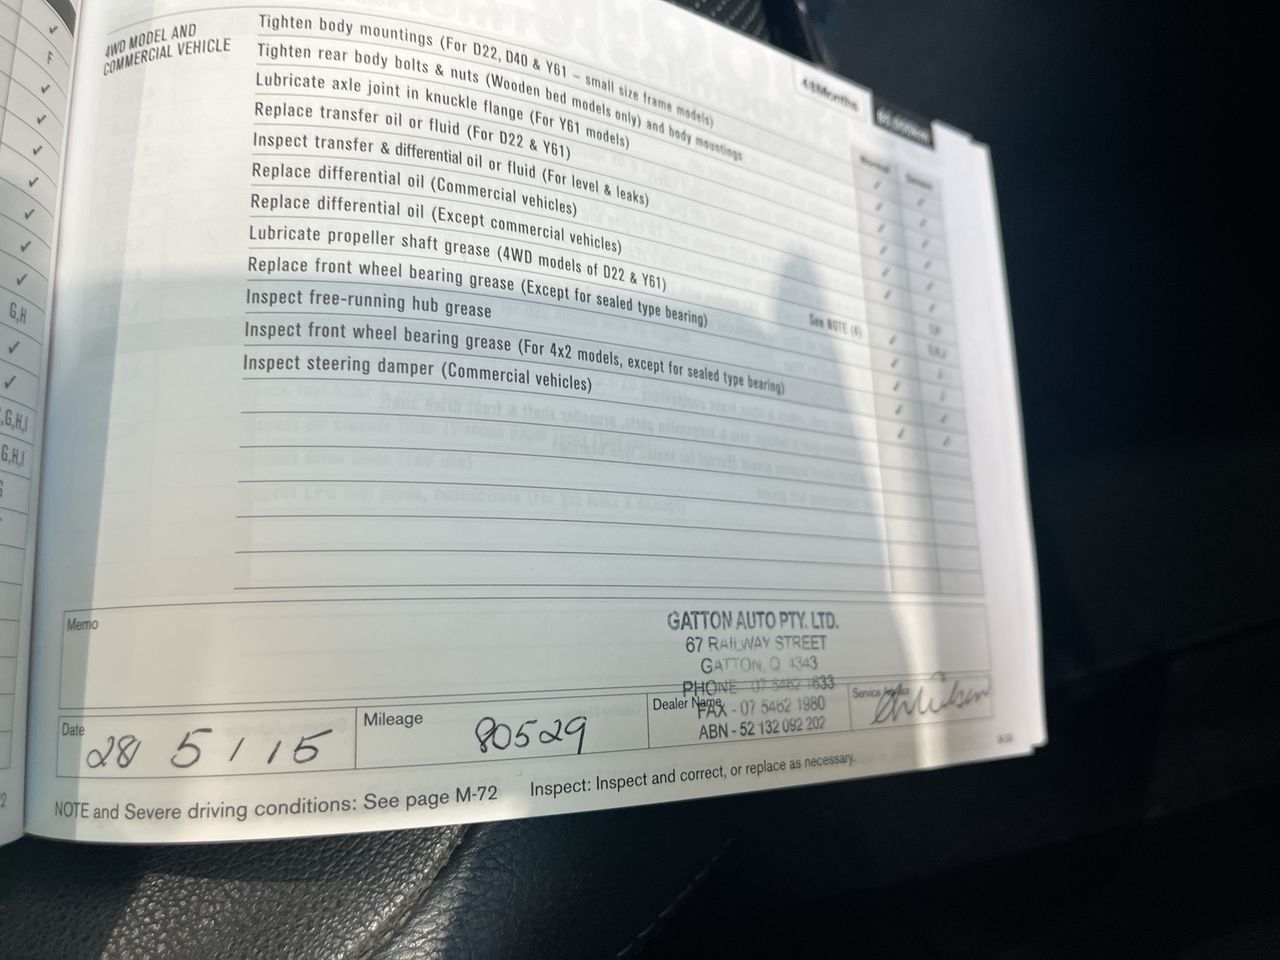 4WD MODEL AND
COMMERCIAL VEHICLE
Tighten body mountings (For D22, D40 & Y61 – small size frame models)
Tighten rear body bolts & nuts (Wooden bed models only) and body mountings
Lubricate axle joint in knuckle flange (For Y61 models)
Replace transfer oil or fluid (For D22 & Y61)
Inspect transfer & differential oil or fluid (For level & leaks)
Replace differential oil (Commercial vehicles)
Replace differential oil (Except commercial vehicles)
Lubricate propeller shaft grease (4WD models of D22 & Y61)
Replace front wheel bearing grease (Except for sealed type bearing) See NOTE (4)
Inspect free-running hub grease
Inspect front wheel bearing grease (For 4x2 models, except for sealed type bearing)
Inspect steering damper (Commercial vehicles)
F
G,H
,G,H,I
G,H,I
Memo
GATTON AUTO PTY. LTD.
67 RAILWAY STREET
GATTON, Q 4343
PHONE 07 5462 1633
Dealer Name
FAX - 07 5462 1980
ABN - 52 132 092 202
Date
28 / 5 / 15
Mileage
80529
NOTE and Severe driving conditions: See page M-72
Inspect: Inspect and correct, or replace as necessary.